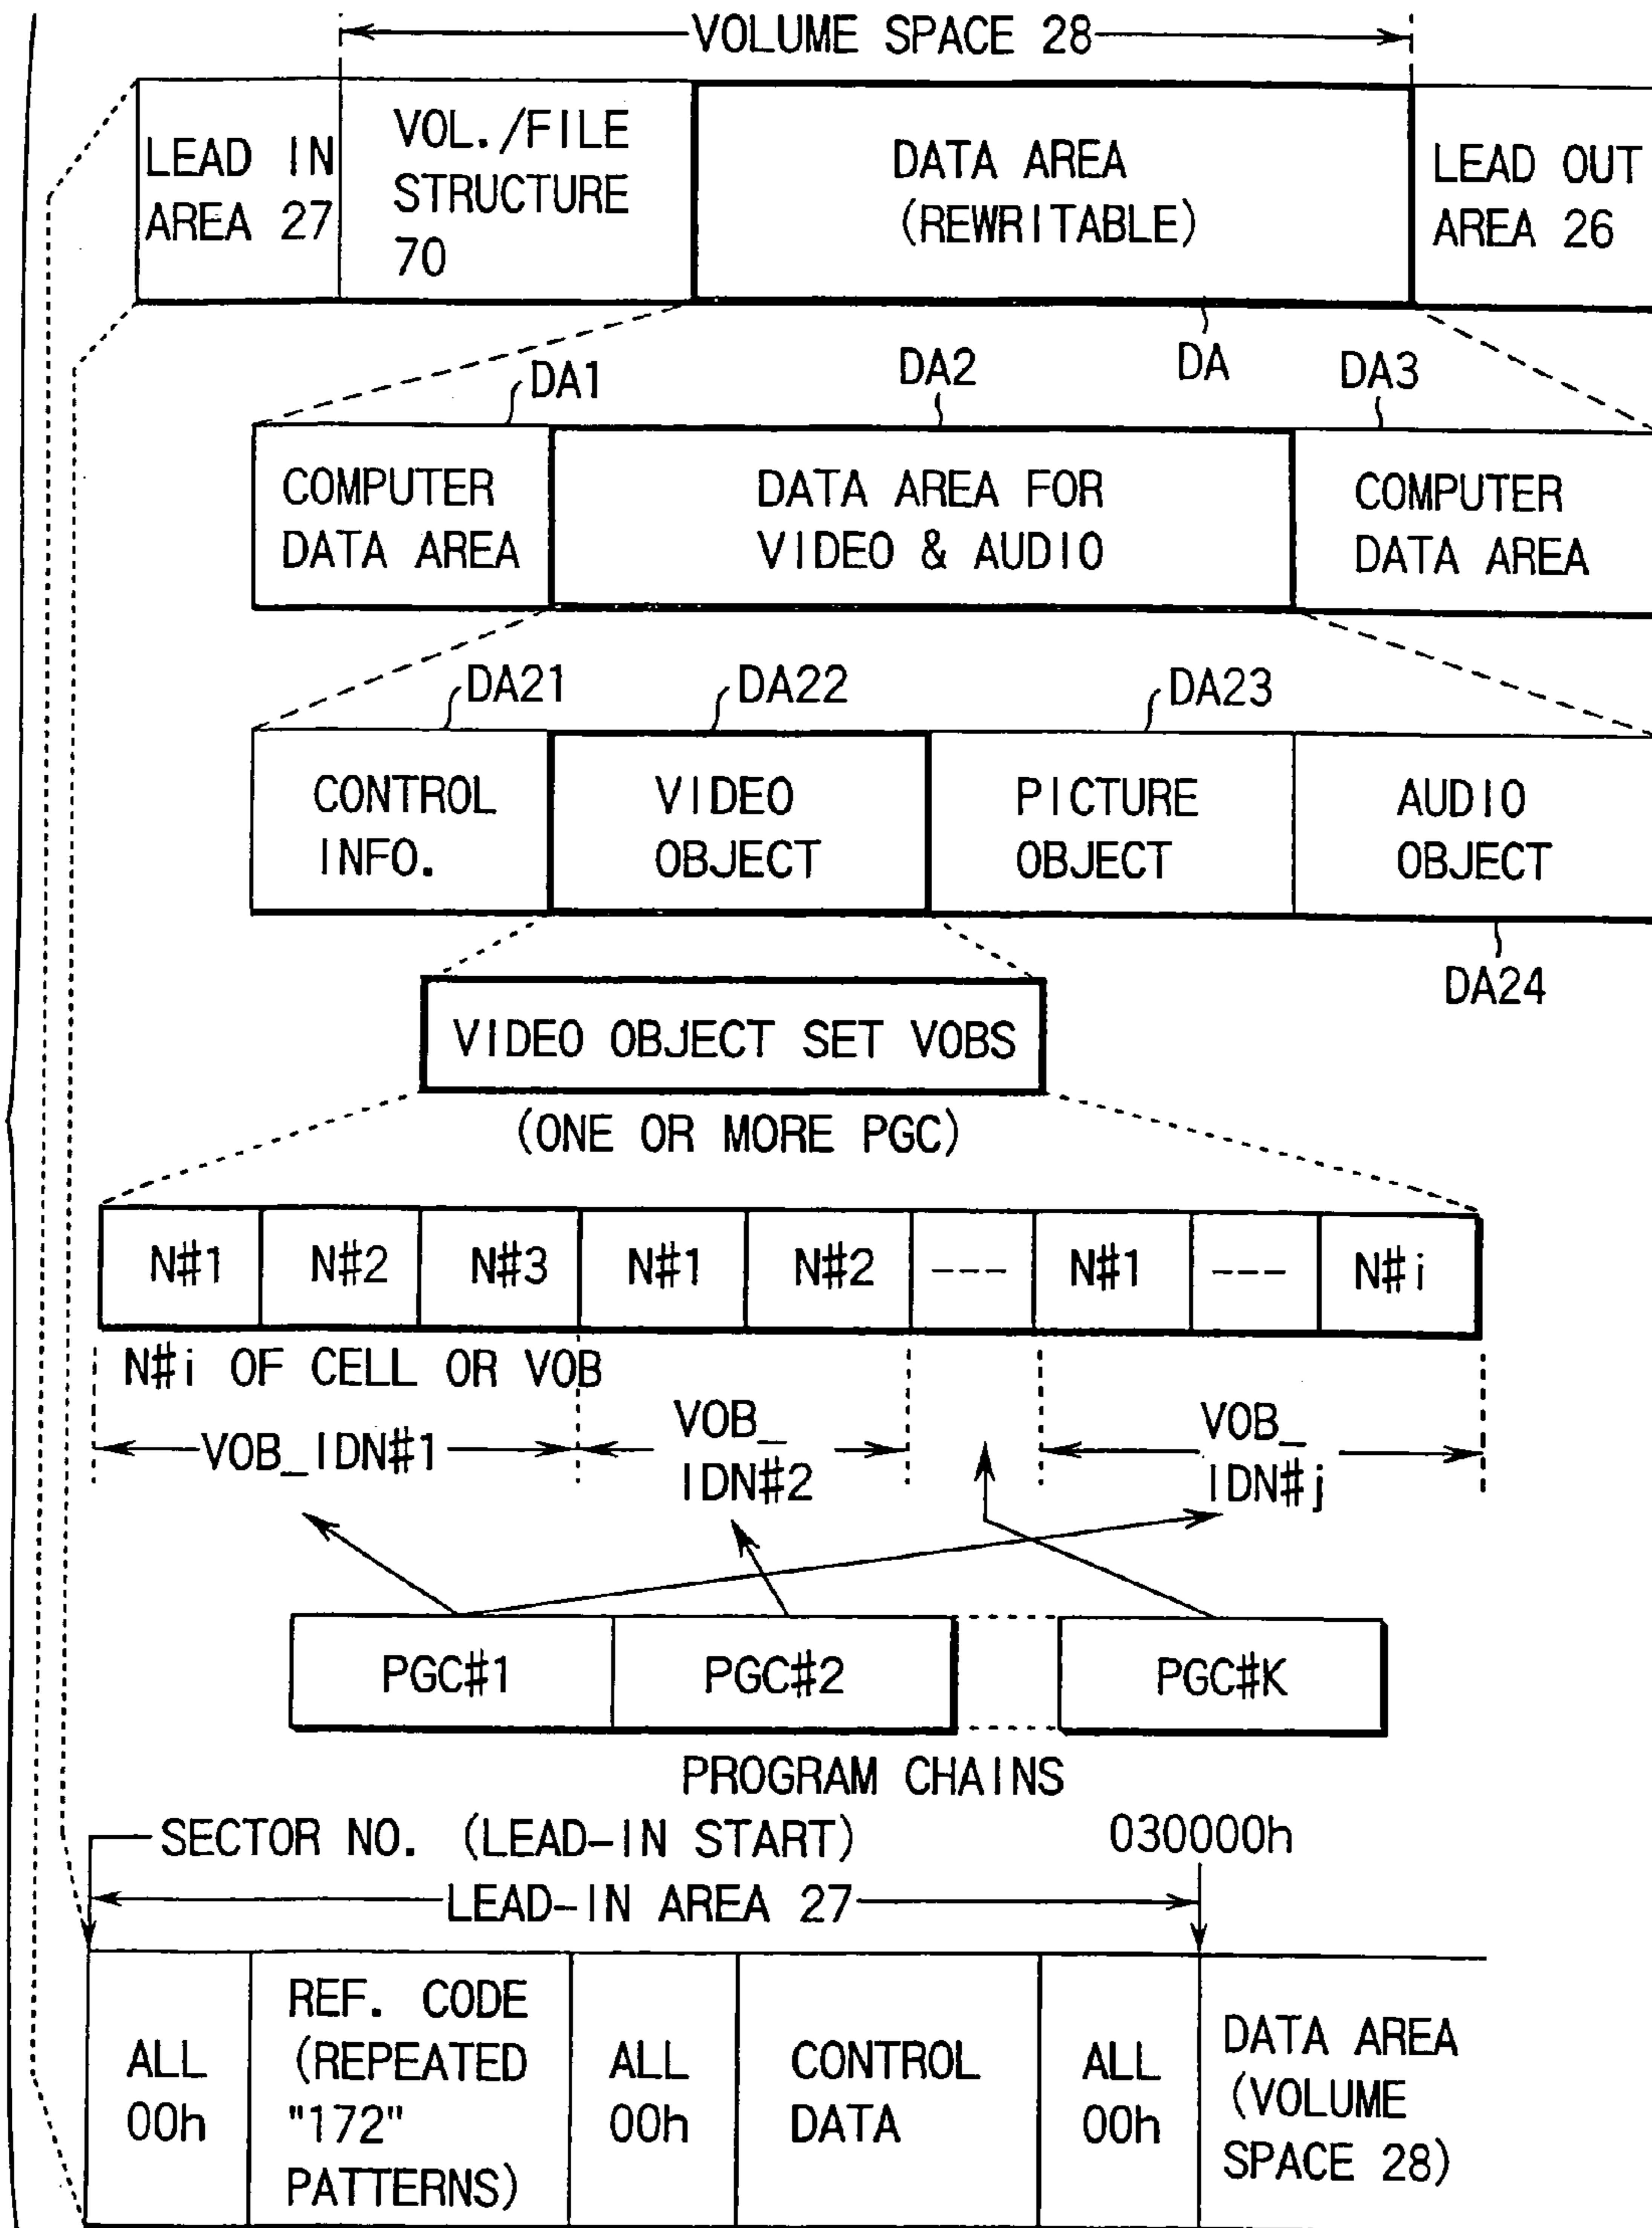 VOLUME SPACE 28
LEAD IN
AREA 27
VOL./FILE
STRUCTURE
70
DATA AREA
(REWRITABLE)
LEAD OUT
AREA 26
DA1
DA2
DA
DA3
COMPUTER
DATA AREA
DATA AREA FOR
VIDEO & AUDIO
COMPUTER
DATA AREA
DA21
DA22
DA23
CONTROL
INFO.
VIDEO
OBJECT
PICTURE
OBJECT
AUDIO
OBJECT
DA24
VIDEO OBJECT SET VOBS
(ONE OR MORE PGC)
N#1
N#2
N#3
N#1
N#2
---
N#1
---
N#i
N#i OF CELL OR VOB
VOB_IDN#1
VOB_
IDN#2
VOB_
IDN#j
PGC#1
PGC#2
PGC#K
PROGRAM CHAINS
SECTOR NO. (LEAD-IN START)
030000h
LEAD-IN AREA 27
ALL
00h
REF. CODE
(REPEATED
"172"
PATTERNS)
ALL
00h
CONTROL
DATA
ALL
00h
DATA AREA
(VOLUME
SPACE 28)